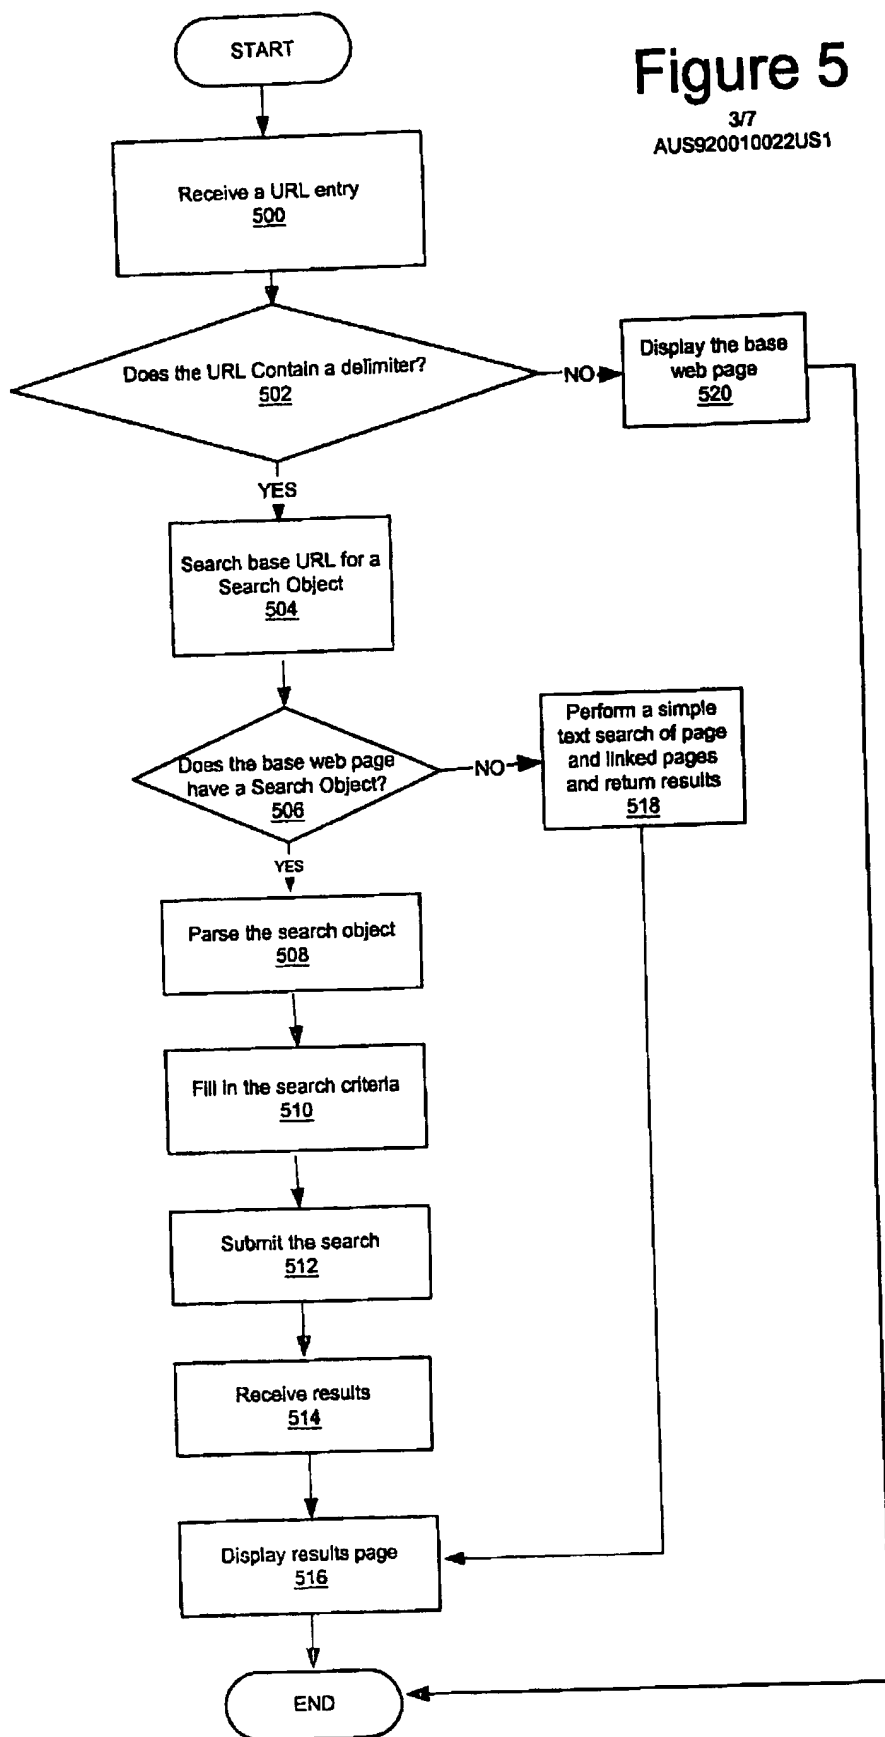 START
Figure 5
3/7
AUS920010022US1
Receive a URL entry
500
Does the URL Contain a delimiter?
502
NO
Display the base
web page
520
YES
Search base URL for a
Search Object
504
Does the base web page
have a Search Object?
506
NO
Perform a simple
text search of page
and linked pages
and return results
518
YES
Parse the search object
508
Fill in the search criteria
510
Submit the search
512
Receive results
514
Display results page
516
END